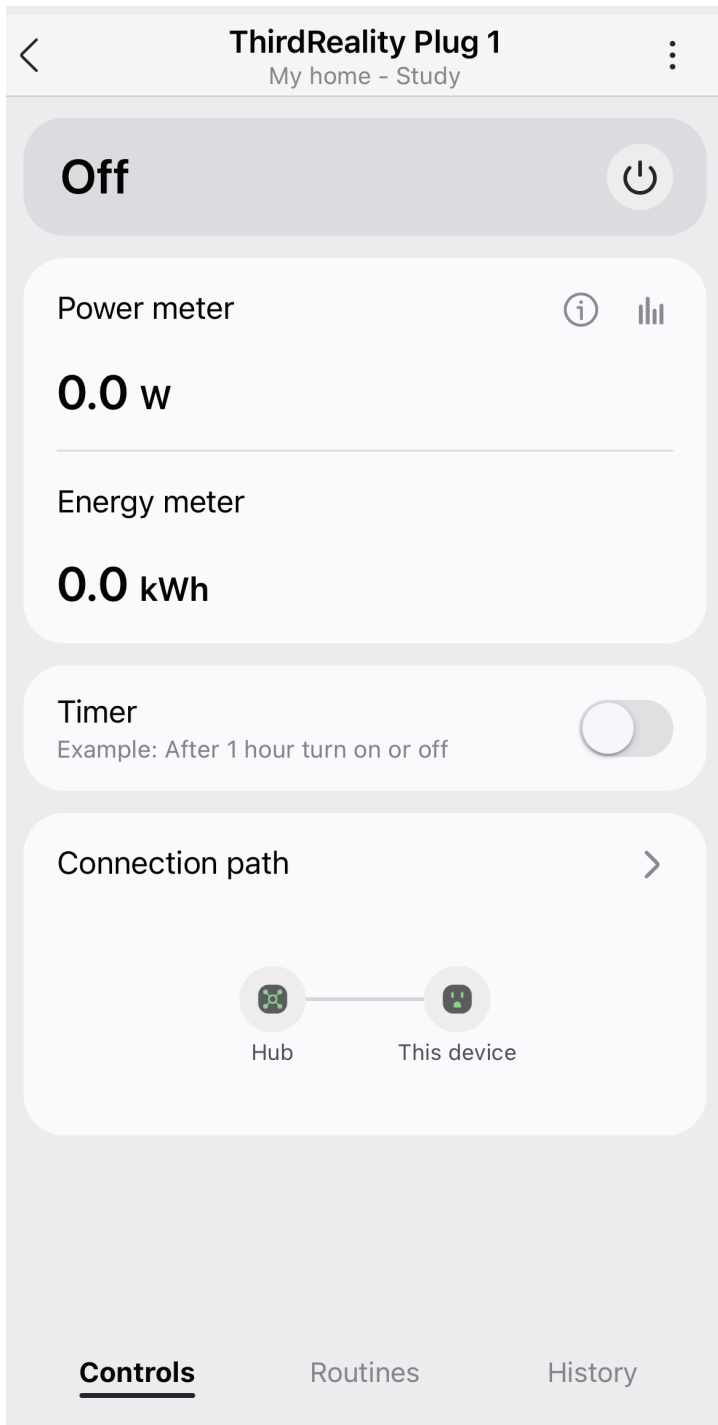 ThirdReality Plug 1
My home - Study
Off
Power meter
0.0 W
Energy meter
0.0 kWh
Timer
Example: After 1 hour turn on or off
Connection path
Hub
This device
Controls
Routines
History